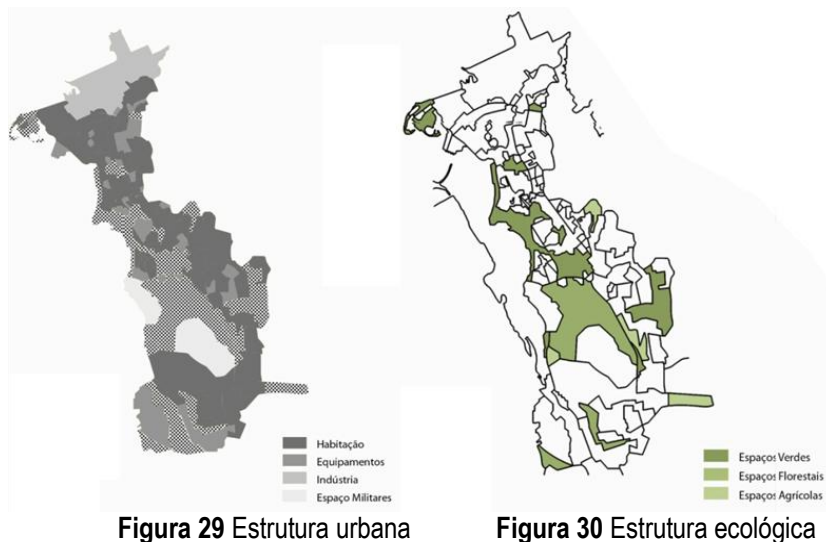 Habitação
Equipamentos
Indústria
Espaço Militares
Espaços Verdes
Espaços Florestais
Espaços Agrícolas
Figura 29 Estrutura urbana
Figura 30 Estrutura ecológica